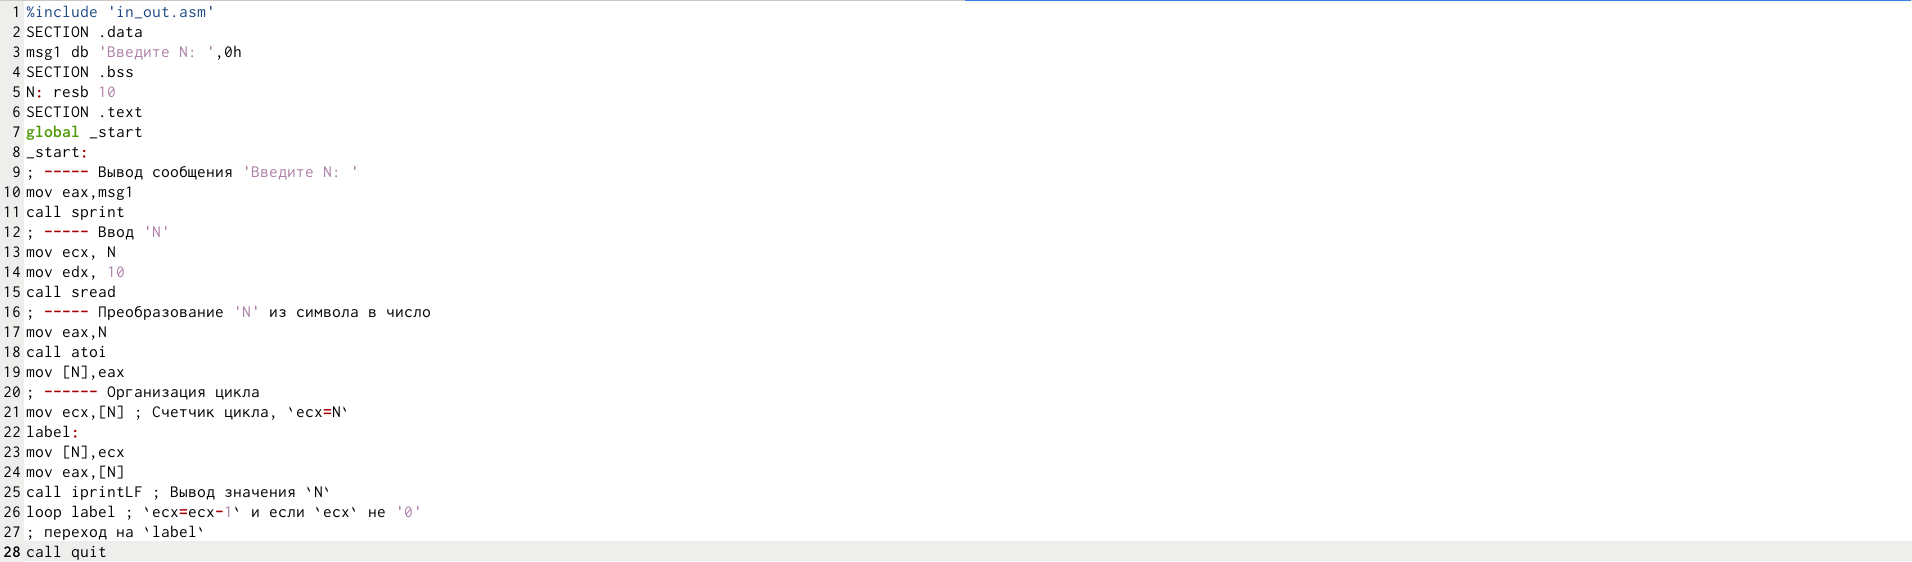 1 %include 'in_out.asm'
2 SECTION .data
3 msg1 db 'Введите N: ',0h
4 SECTION .bss
5 N: resb 10
6 SECTION .text
7 global _start
8 _start:
9 ; ----- Вывод сообщения 'Введите N: '
10 mov eax,msg1
11 call sprint
12 ; ----- Ввод 'N'
13 mov ecx, N
14 mov edx, 10
15 call sread
16 ; ----- Преобразование 'N' из символа в число
17 mov eax,N
18 call atoi
19 mov [N],eax
20 ; ------ Организация цикла
21 mov ecx,[N] ; Счетчик цикла, `ecx=N`
22 label:
23 mov [N],ecx
24 mov eax,[N]
25 call iprintLF ; Вывод значения `N`
26 loop label ; `ecx=ecx-1` и если `ecx` не '0'
27 ; переход на `label`
28 call quit